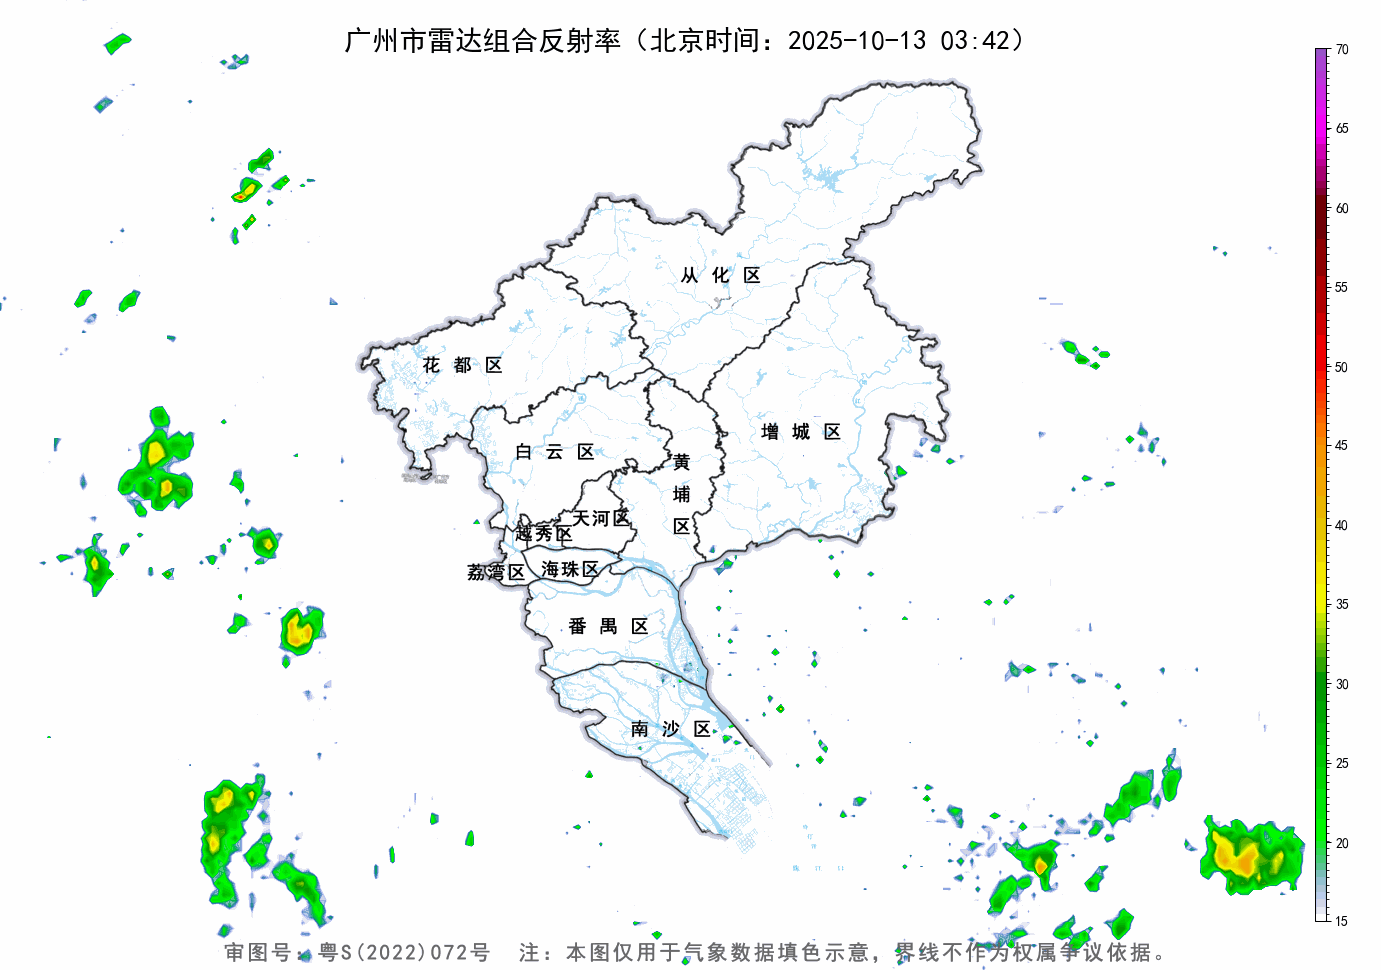 广州市雷达组合反射率（北京时间：2025-10-13 03:42）
70
65
60
55
50
45
40
35
30
25
20
15
从化区
花都区
增城区
白云区
黄埔区
天河区
越秀区
荔湾区
海珠区
番禺区
南沙区
审图号：粤S(2022)072号 注：本图仅用于气象数据填色示意，界线不作为权属争议依据。